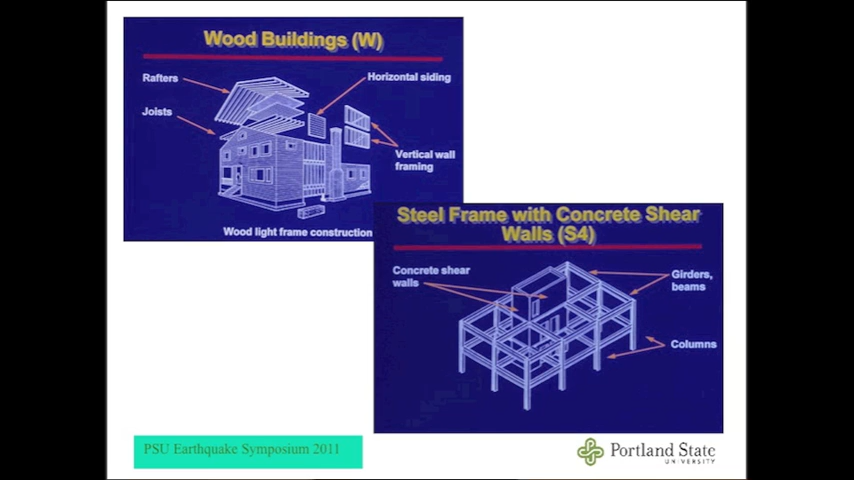 Wood Buildings (W)
Rafters
Horizontal siding
Joists
Vertical wall
framing
Wood light frame construction
Steel Frame with Concrete Shear
Walls (S4)
Concrete shear
walls
Girders,
beams
Columns
PSU Earthquake Symposium 2011
Portland State
UNIVERSITY